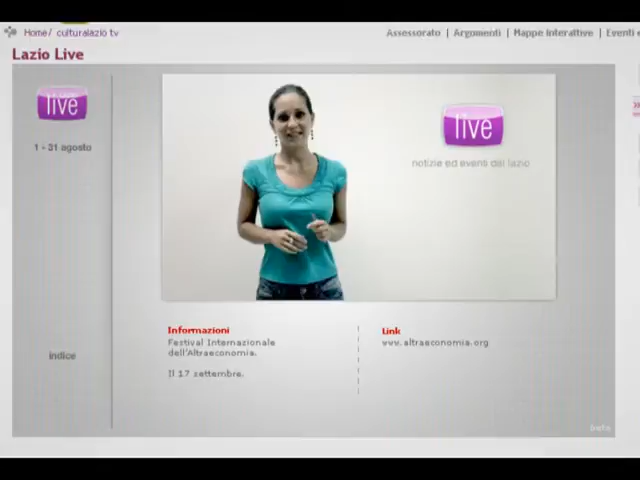 Home/ culturalazio tv
Assessorato | Argomenti | Mappe Interattive | Eventi e
Lazio Live
live
1 - 31 agosto
live
notizie ed eventi dal lazio
Informazioni
Festival Internazionale
dell'Altraeconomia.
Il 17 settembre.
Link
www.altraeconomia.org
indice